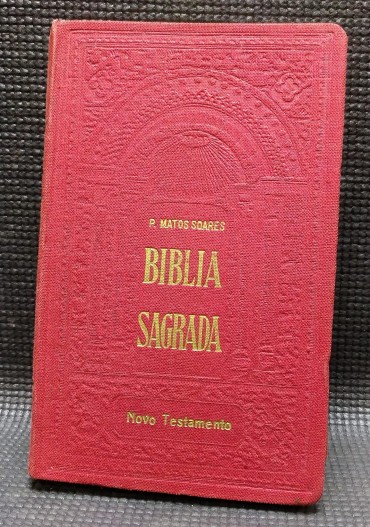 P. MATOS SOARES
BIBLIA
SAGRADA
Novo Testamento